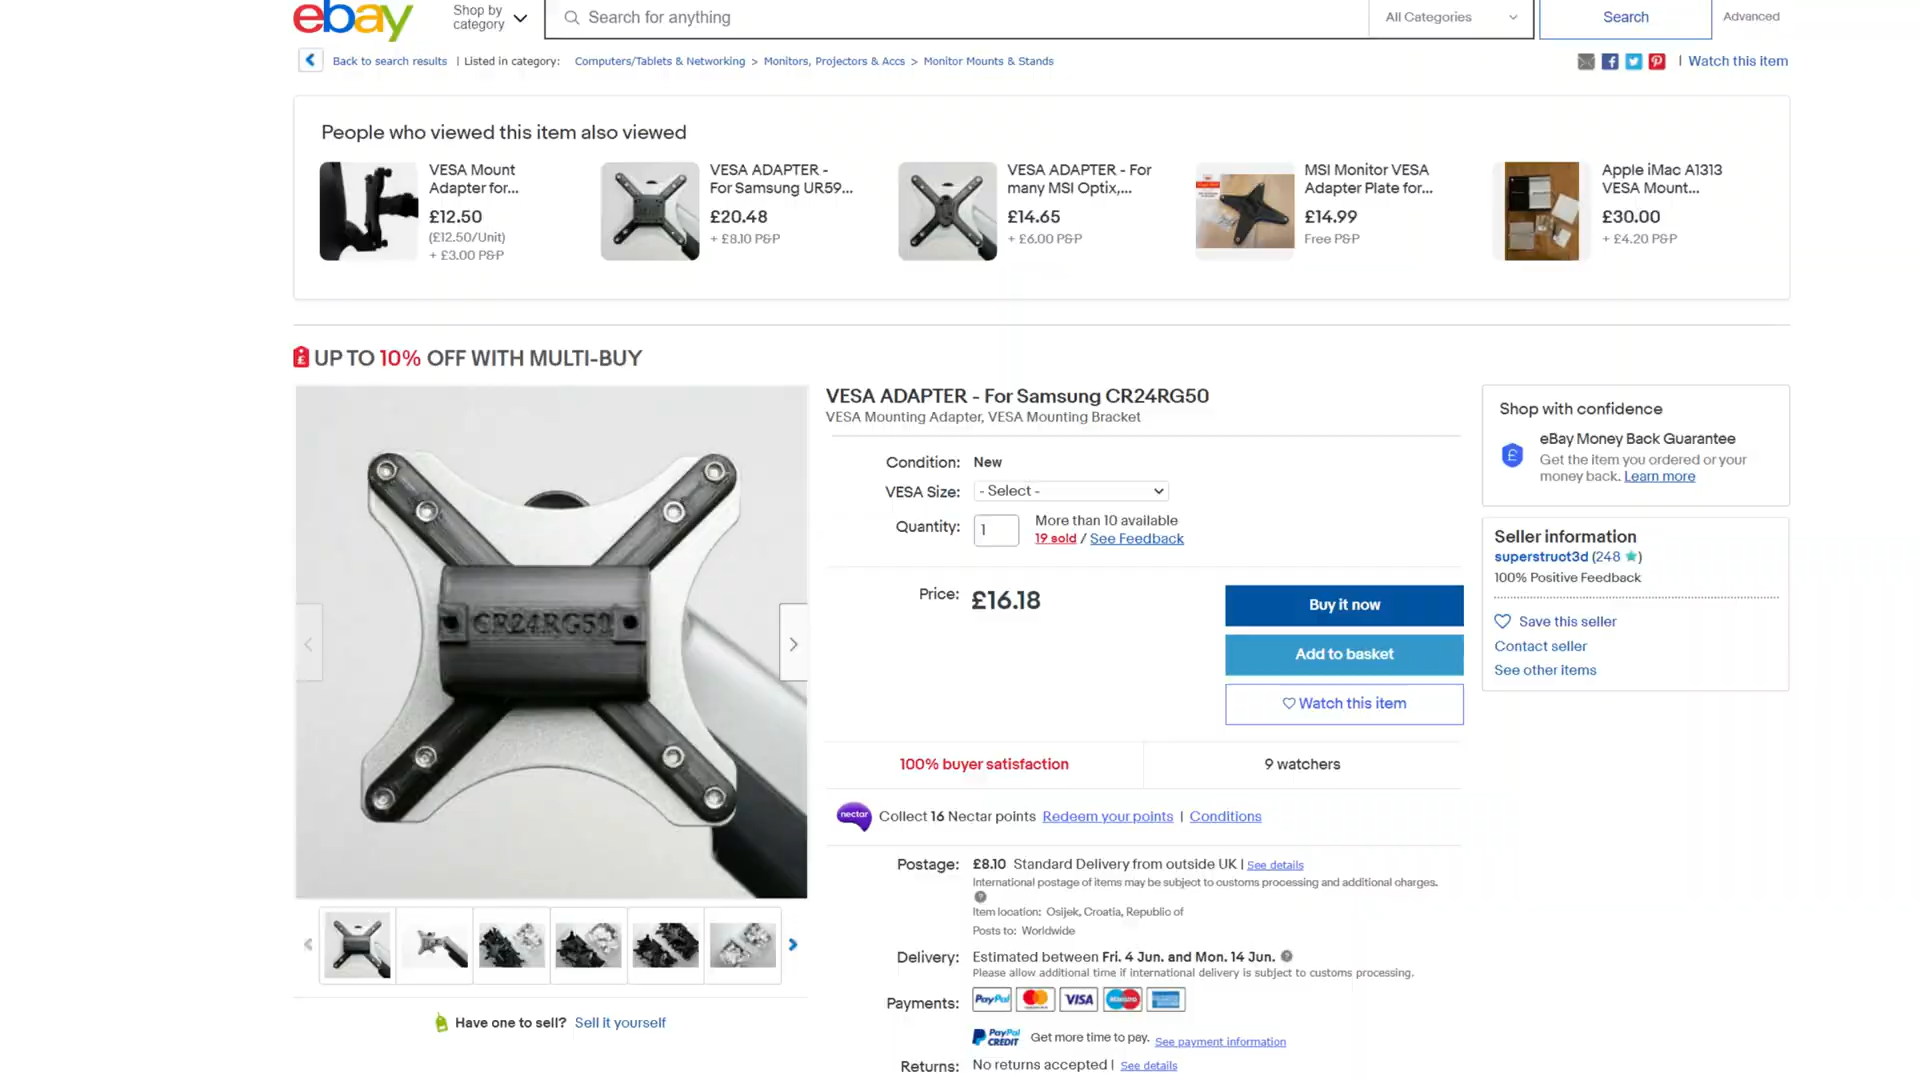 ebay
Shop by
category
Search for anything
All Categories
Search
Advanced
Back to search results | Listed in category: Computers/Tablets & Networking > Monitors, Projectors & Accs > Monitor Mounts & Stands
| Watch this item
People who viewed this item also viewed
VESA Mount
Adapter for...
£12.50
(£12.50/Unit)
+ £3.00 P&P
VESA ADAPTER -
For Samsung UR59...
£20.48
+ £8.10 P&P
VESA ADAPTER - For
many MSI Optix,...
£14.65
+ £6.00 P&P
MSI Monitor VESA
Adapter Plate for...
£14.99
Free P&P
Apple iMac A1313
VESA Mount...
£30.00
+ £4.20 P&P
UP TO 10% OFF WITH MULTI-BUY
CR24RG50
Have one to sell? Sell it yourself
VESA ADAPTER - For Samsung CR24RG50
VESA Mounting Adapter, VESA Mounting Bracket
Condition: New
VESA Size: - Select -
Quantity: 1
More than 10 available
19 sold / See Feedback
Price: £16.18
Buy it now
Add to basket
Watch this item
100% buyer satisfaction
9 watchers
nectar Collect 16 Nectar points Redeem your points | Conditions
Postage: £8.10 Standard Delivery from outside UK | See details
International postage of items may be subject to customs processing and additional charges.
Item location: Osijek, Croatia, Republic of
Posts to: Worldwide
Delivery: Estimated between Fri. 4 Jun. and Mon. 14 Jun.
Please allow additional time if international delivery is subject to customs processing.
Payments: PayPal VISA
PayPal CREDIT Get more time to pay. See payment information
Returns: No returns accepted | See details
Shop with confidence
eBay Money Back Guarantee
Get the item you ordered or your
money back. Learn more
Seller information
superstruct3d (248)
100% Positive Feedback
Save this seller
Contact seller
See other items